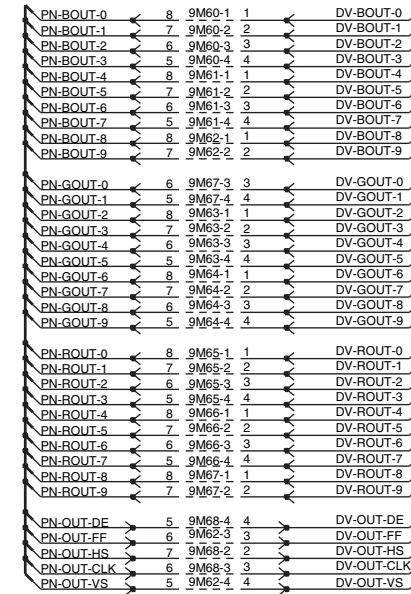 PN-BOUT-0 8 9M60-1 1 DV-BOUT-0
PN-BOUT-1 7 9M60-2 2 DV-BOUT-1
PN-BOUT-2 6 9M60-3 3 DV-BOUT-2
PN-BOUT-3 5 9M60-4 4 DV-BOUT-3
PN-BOUT-4 8 9M61-1 1 DV-BOUT-4
PN-BOUT-5 7 9M61-2 2 DV-BOUT-5
PN-BOUT-6 6 9M61-3 3 DV-BOUT-6
PN-BOUT-7 5 9M61-4 4 DV-BOUT-7
PN-BOUT-8 8 9M62-1 1 DV-BOUT-8
PN-BOUT-9 7 9M62-2 2 DV-BOUT-9
PN-GOUT-0 6 9M67-3 3 DV-GOUT-0
PN-GOUT-1 5 9M67-4 4 DV-GOUT-1
PN-GOUT-2 8 9M63-1 1 DV-GOUT-2
PN-GOUT-3 7 9M63-2 2 DV-GOUT-3
PN-GOUT-4 6 9M63-3 3 DV-GOUT-4
PN-GOUT-5 5 9M63-4 4 DV-GOUT-5
PN-GOUT-6 8 9M64-1 1 DV-GOUT-6
PN-GOUT-7 7 9M64-2 2 DV-GOUT-7
PN-GOUT-8 6 9M64-3 3 DV-GOUT-8
PN-GOUT-9 5 9M64-4 4 DV-GOUT-9
PN-ROUT-0 8 9M65-1 1 DV-ROUT-0
PN-ROUT-1 7 9M65-2 2 DV-ROUT-1
PN-ROUT-2 6 9M65-3 3 DV-ROUT-2
PN-ROUT-3 5 9M65-4 4 DV-ROUT-3
PN-ROUT-4 8 9M66-1 1 DV-ROUT-4
PN-ROUT-5 7 9M66-2 2 DV-ROUT-5
PN-ROUT-6 6 9M66-3 3 DV-ROUT-6
PN-ROUT-7 5 9M66-4 4 DV-ROUT-7
PN-ROUT-8 8 9M67-1 1 DV-ROUT-8
PN-ROUT-9 7 9M67-2 2 DV-ROUT-9
PN-OUT-DE 5 9M68-4 4 DV-OUT-DE
PN-OUT-FF 6 9M62-3 3 DV-OUT-FF
PN-OUT-HS 7 9M68-2 2 DV-OUT-HS
PN-OUT-CLK 6 9M68-3 3 DV-OUT-CLK
PN-OUT-VS 5 9M62-4 4 DV-OUT-VS